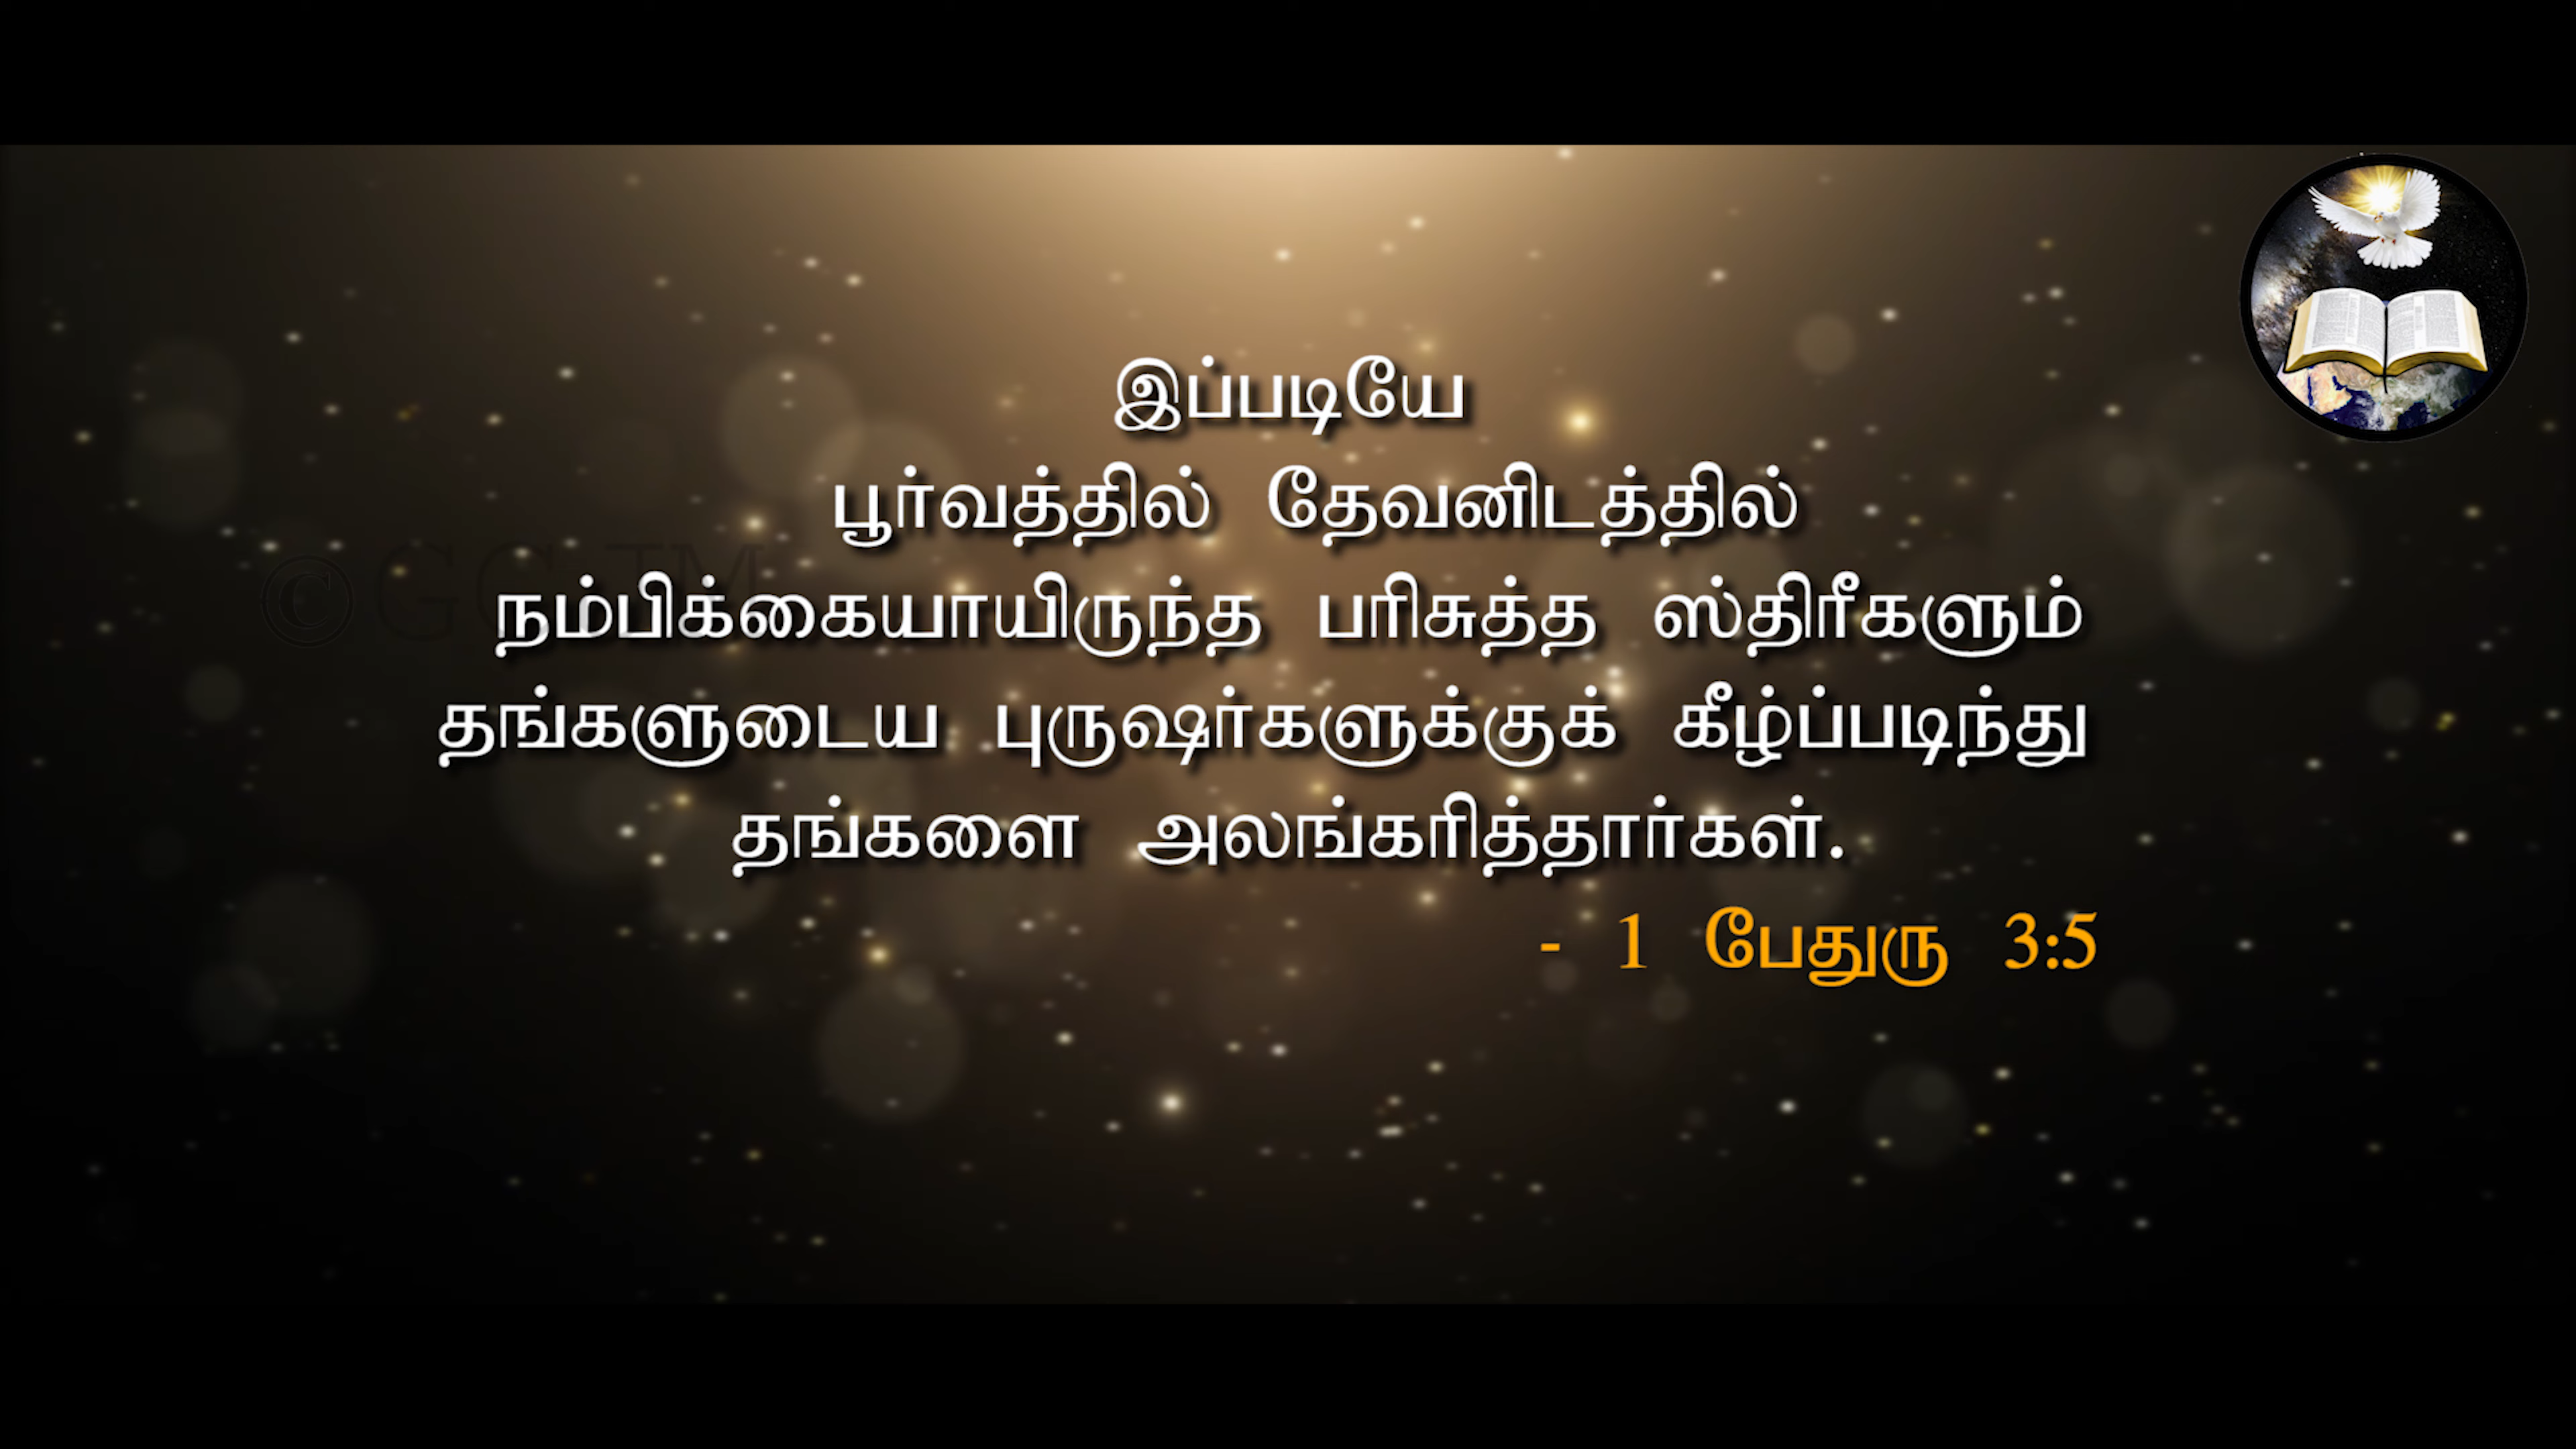 இப்படியே
பூர்வத்தில் தேவனிடத்தில்
நம்பிக்கையாயிருந்த பரிசுத்த ஸ்திரீகளும்
தங்களுடைய புருஷர்களுக்குக் கீழ்ப்படிந்து
தங்களை அலங்கரித்தார்கள்.
- 1 பேதுரு 3:5